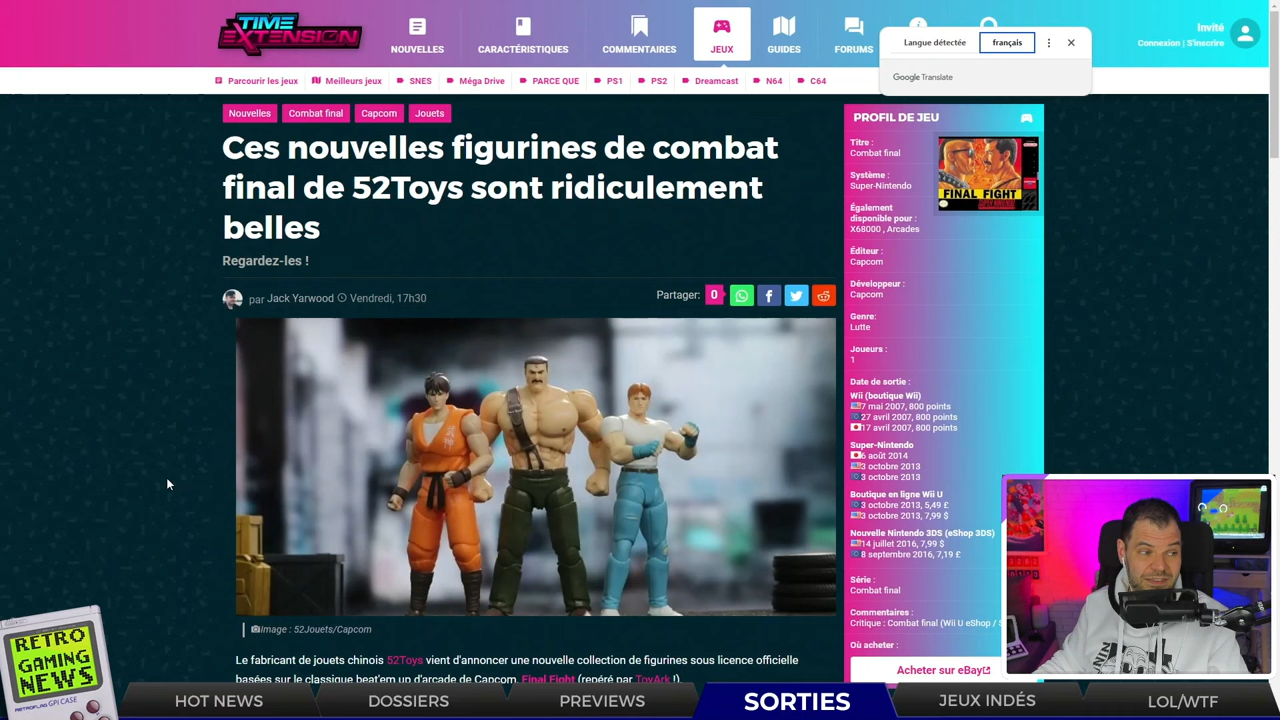 TIME
EXTENSION
NOUVELLES
CARACTÉRISTIQUES
COMMENTAIRES
JEUX
GUIDES
FORUMS
Langue détectée
français
Google Translate
Invité
Connexion | S'inscrire
Parcourir les jeux
Meilleurs jeux
SNES
Méga Drive
PARCE QUE
PS1
PS2
Dreamcast
N64
C64
Nouvelles
Combat final
Capcom
Jouets
Ces nouvelles figurines de combat
final de 52Toys sont ridiculement
belles
Regardez-les !
par Jack Yarwood Vendredi, 17h30
Partager: 0
Image : 52Jouets/Capcom
Le fabricant de jouets chinois 52Toys vient d'annoncer une nouvelle collection de figurines sous licence officielle
basées sur le classique beat'em up d'arcade de Capcom, Final Fight (repéré par ToyArk !).
PROFIL DE JEU
Titre :
Combat final
Système :
Super-Nintendo
Également
disponible pour :
X68000 , Arcades
Éditeur :
Capcom
Développeur :
Capcom
Genre:
Lutte
Joueurs :
1
Date de sortie :
Wii (boutique Wii)
7 mai 2007, 800 points
27 avril 2007, 800 points
17 avril 2007, 800 points
Super-Nintendo
6 août 2014
3 octobre 2013
3 octobre 2013
Boutique en ligne Wii U
3 octobre 2013, 5,49 £
3 octobre 2013, 7,99 $
Nouvelle Nintendo 3DS (eShop 3DS)
14 juillet 2016, 7,99 $
8 septembre 2016, 7,19 £
Série :
Combat final
Commentaires :
Critique : Combat final (Wii U eShop /
Où acheter :
Acheter sur eBay
FINAL FIGHT
RETRO
GAMING
NEWS
RETROFLAG GPi CASE
HOT NEWS
DOSSIERS
PREVIEWS
SORTIES
JEUX INDÉS
LOL/WTF